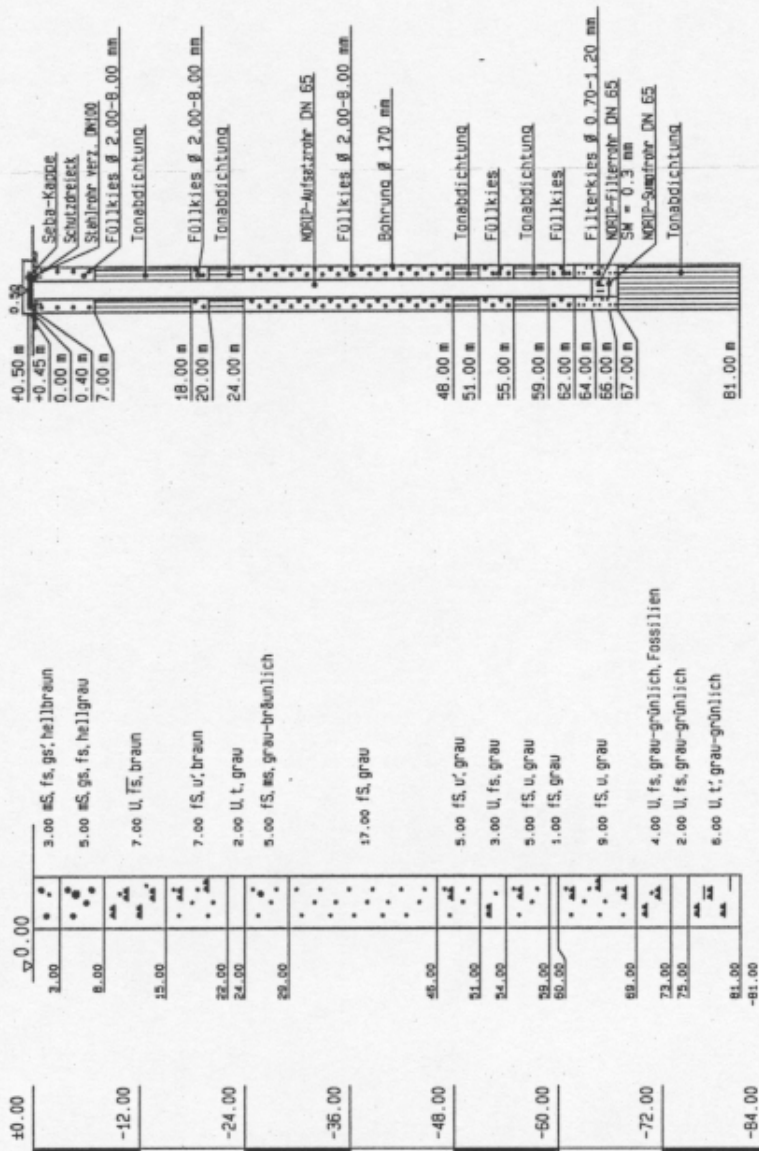 ±0.00
-12.00
-24.00
-36.00
-48.00
-60.00
-72.00
-84.00
▽0.00
3.00
8.00
15.00
22.00
24.00
29.00
46.00
51.00
54.00
59.00
60.00
69.00
73.00
75.00
81.00
-81.00
3.00 mS, fs, gs', hellbraun
5.00 mS, gs, fs, hellgrau
7.00 U, f̅s̅, braun
7.00 fS, u', braun
2.00 U, t, grau
5.00 fS, ms, grau-bräunlich
17.00 fS, grau
5.00 fS, u', grau
3.00 U, fs, grau
5.00 fS, u, grau
1.00 fS, grau
9.00 fS, u, grau
4.00 U, fs, grau-grünlich, Fossilien
2.00 U, fs, grau-grünlich
6.00 U, t', grau-grünlich
+0.50 m
+0.45 m
0.00 m
0.40 m
7.00 m
18.00 m
20.00 m
24.00 m
48.00 m
51.00 m
55.00 m
59.00 m
62.00 m
64.00 m
66.00 m
67.00 m
81.00 m
Seba-Kappe
Schutzdreieck
Stahlrohr verz. DN100
Füllkies Ø 2.00-8.00 mm
Tonabdichtung
Füllkies Ø 2.00-8.00 mm
Tonabdichtung
NORIP-Aufsatzrohr DN 65
Füllkies Ø 2.00-8.00 mm
Bohrung Ø 170 mm
Tonabdichtung
Füllkies
Tonabdichtung
Füllkies
Filterkies Ø 0.70-1.20 mm
NORIP-Filterrohr DN 65
SW = 0.3 mm
NORIP-Sumpfrohr DN 65
Tonabdichtung